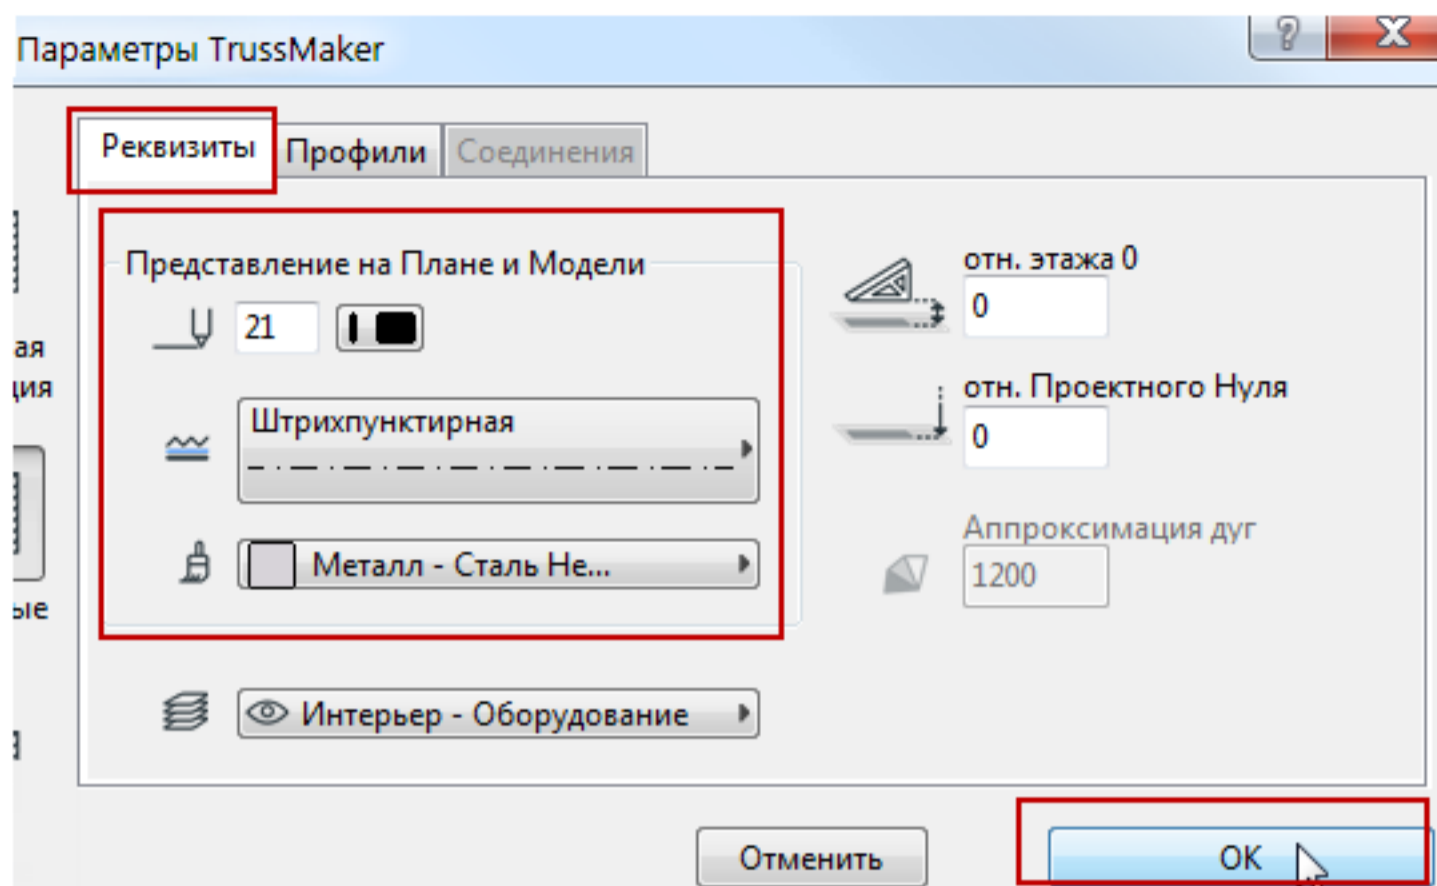 Параметры TrussMaker
Реквизиты
Профили
Соединения
Представление на Плане и Модели
21
Штрихпунктирная
Металл - Сталь Не...
Интерьер - Оборудование
отн. этажа 0
0
отн. Проектного Нуля
0
Аппроксимация дуг
1200
ая
ция
ые
Отменить
ОК